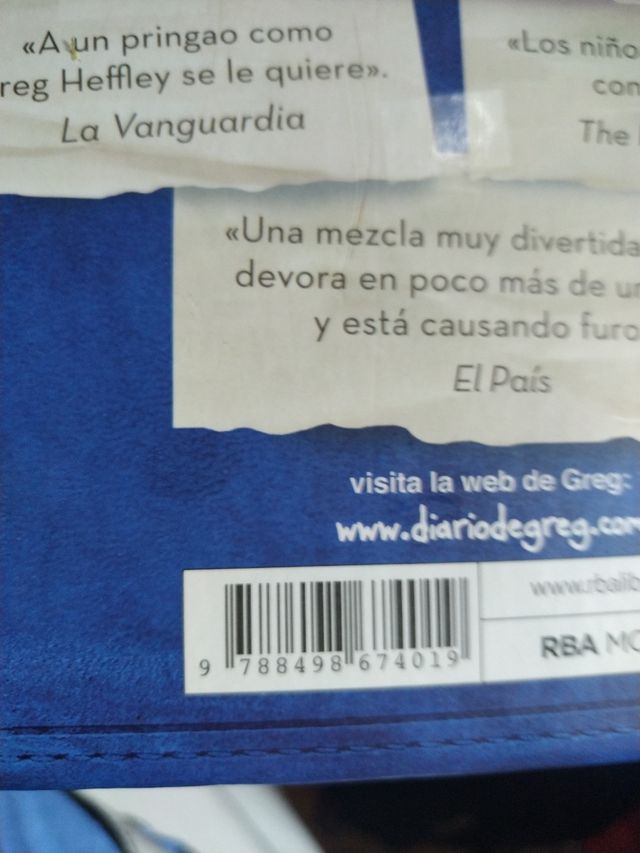 «A un pringao como
reg Heffley se le quiere».
La Vanguardia
«Los niño
con
The
«Una mezcla muy divertida
devora en poco más de un
y está causando furo
El País
visita la web de Greg:
www.diariodegreg.com
www.rbalib
RBA MO
9 788498 674019